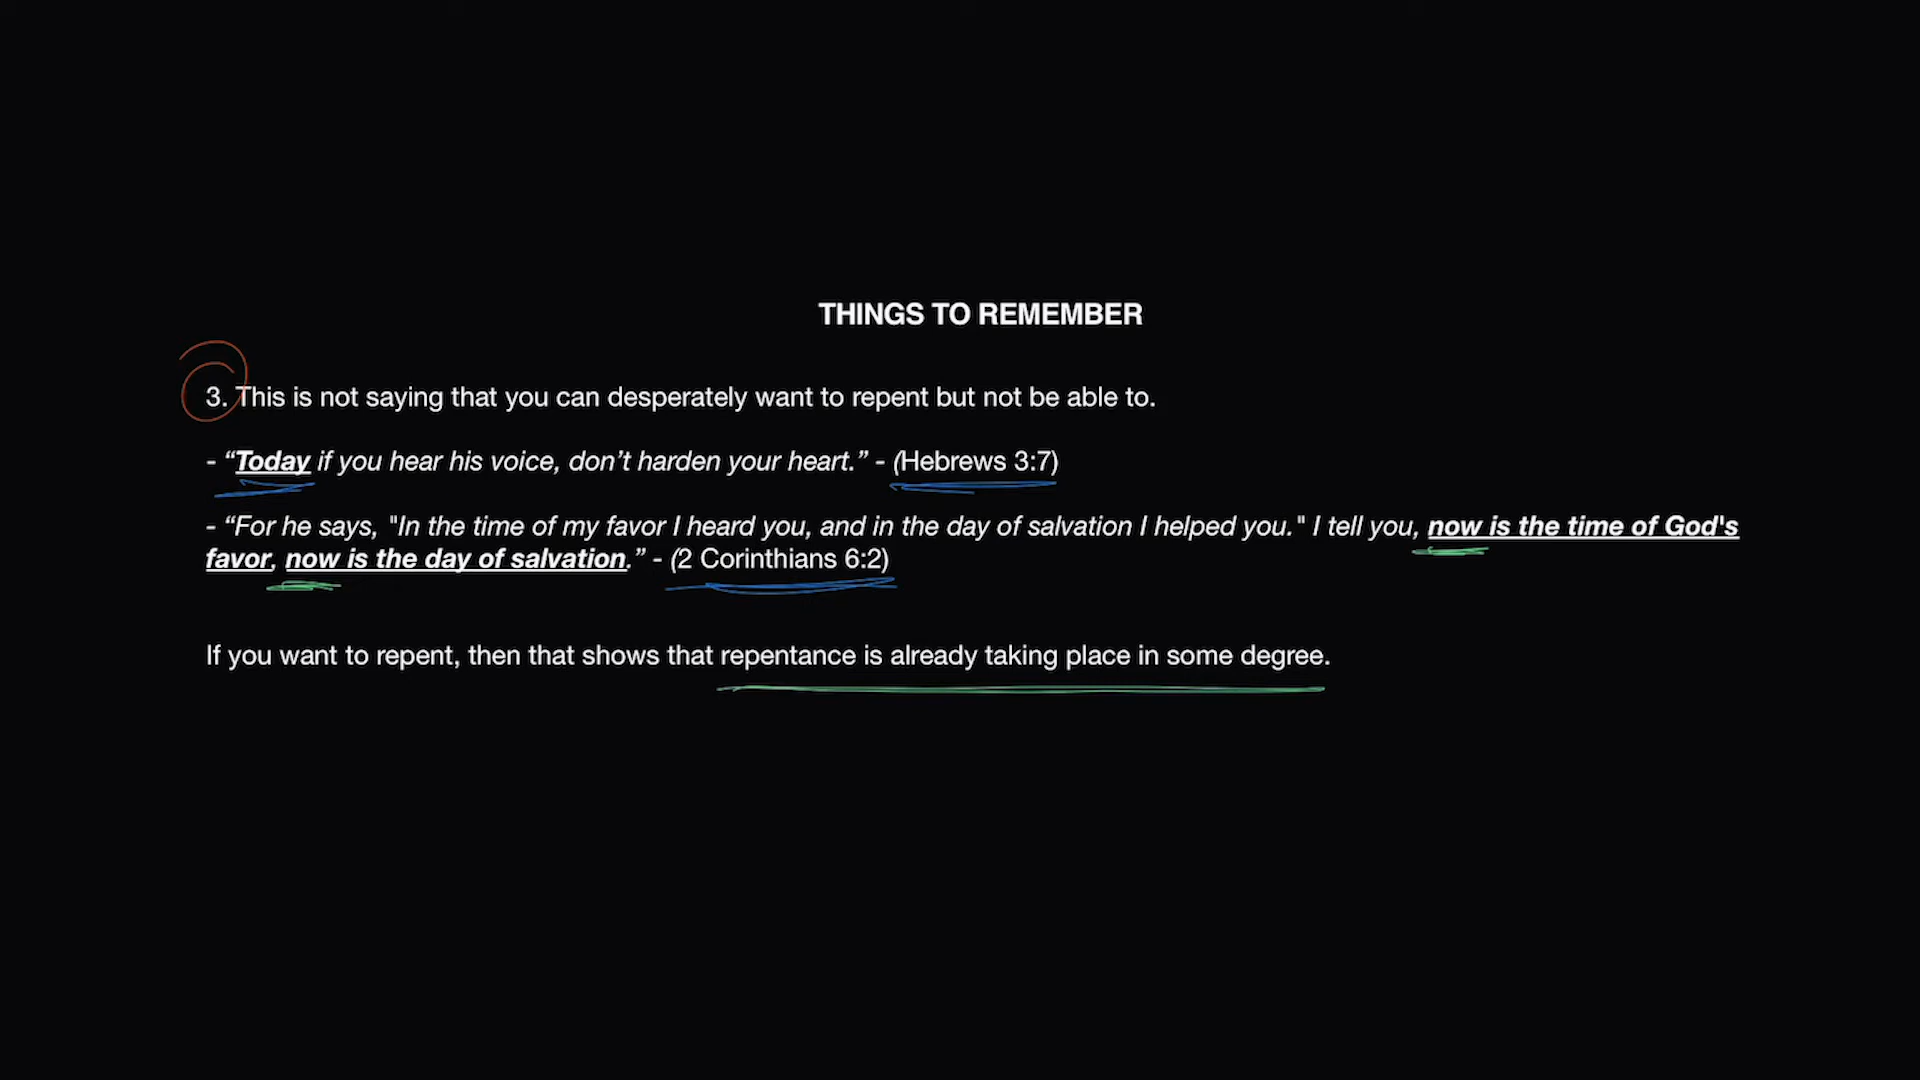 THINGS TO REMEMBER
3. This is not saying that you can desperately want to repent but not be able to.
- “Today if you hear his voice, don’t harden your heart.” - (Hebrews 3:7)
- “For he says, "In the time of my favor I heard you, and in the day of salvation I helped you." I tell you, now is the time of God's
favor, now is the day of salvation.” - (2 Corinthians 6:2)
If you want to repent, then that shows that repentance is already taking place in some degree.